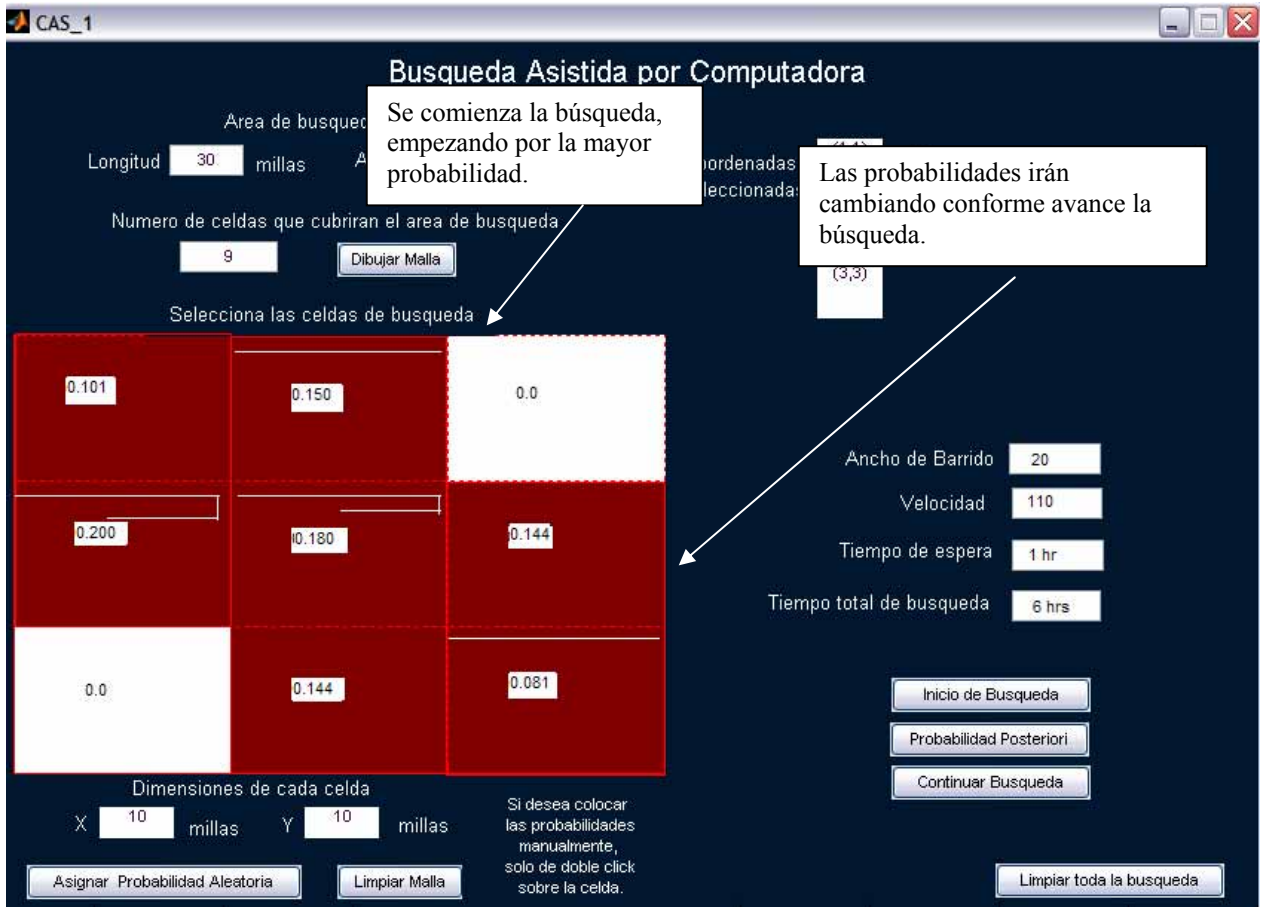 CAS_1
Busqueda Asistida por Computadora
Area de busqued
Se comienza la búsqueda,
empezando por la mayor
probabilidad.
Longitud 30 millas A
ordenadas
leccionadas
(1,1)
Las probabilidades irán
cambiando conforme avance la
búsqueda.
(3,3)
Numero de celdas que cubriran el area de busqueda
9 Dibujar Malla
Selecciona las celdas de busqueda
0.101 0.150 0.0
0.200 0.180 0.144
0.0 0.144 0.081
Ancho de Barrido 20
Velocidad 110
Tiempo de espera 1 hr
Tiempo total de busqueda 6 hrs
Inicio de Busqueda
Probabilidad Posteriori
Continuar Busqueda
Dimensiones de cada celda
X 10 millas Y 10 millas
Si desea colocar
las probabilidades
manualmente,
solo de doble click
sobre la celda.
Asignar Probabilidad Aleatoria
Limpiar Malla
Limpiar toda la busqueda